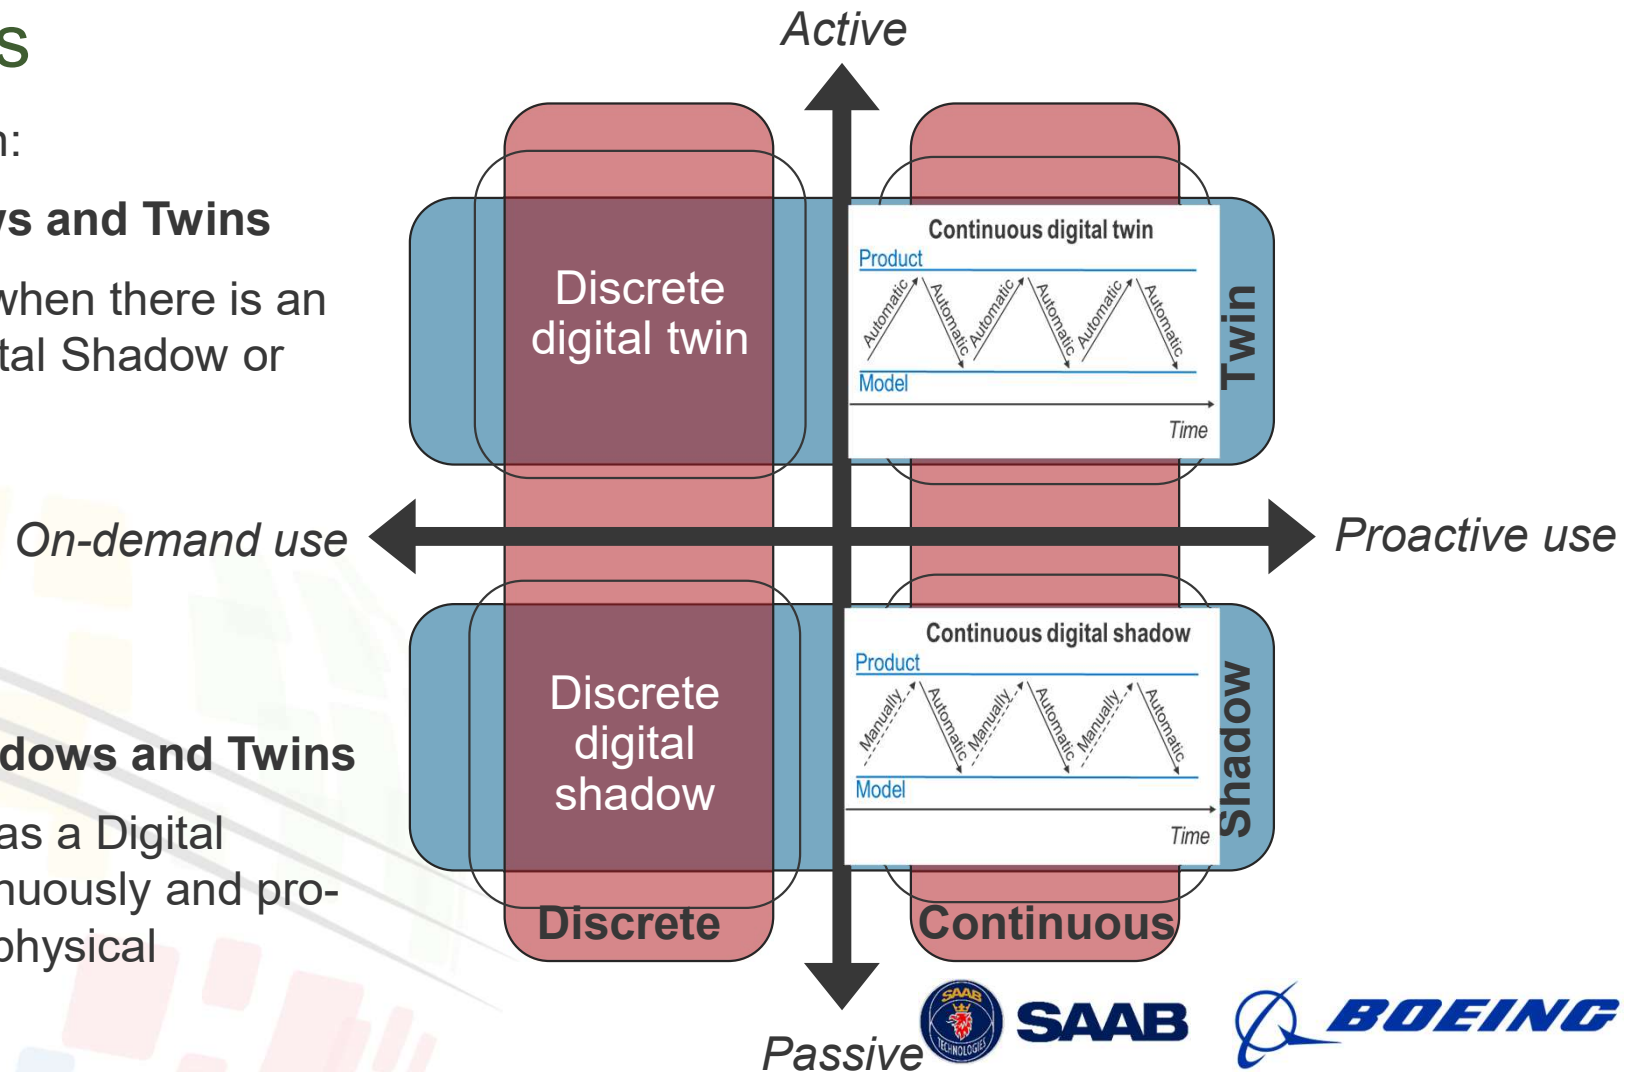 s
n:
ws and Twins
when there is an
tal Shadow or
dows and Twins
as a Digital
nuously and pro-
physical
Active
Discrete
digital twin
Continuous digital twin
Product
Automatic
Automatic
Automatic
Automatic
Automatic
Automatic
Model
Time
Twin
On-demand use
Proactive use
Discrete
digital
shadow
Continuous digital shadow
Product
Manually
Automatic
Manually
Automatic
Manually
Automatic
Model
Time
Shadow
Discrete
Continuous
Passive
SAAB
TECHNOLOGIES
SAAB
BOEING